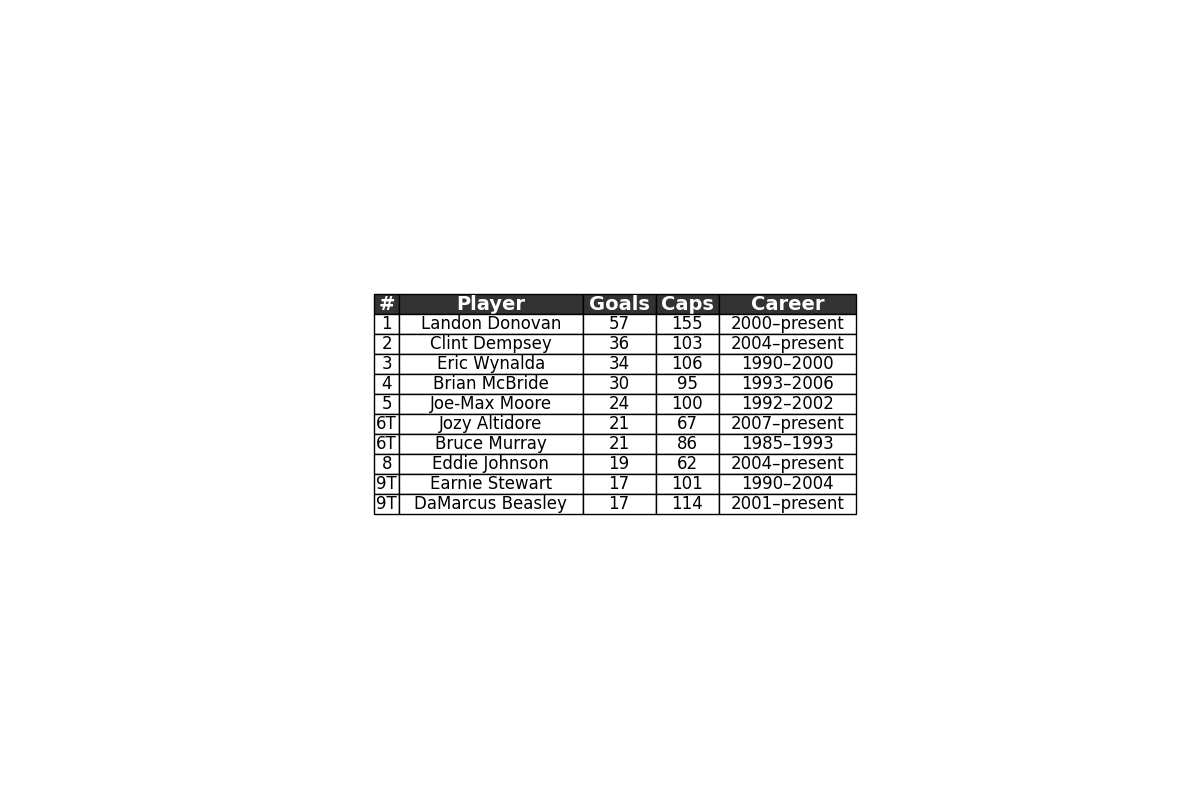 # Player Goals Caps Career
1 Landon Donovan 57 155 2000–present
2 Clint Dempsey 36 103 2004–present
3 Eric Wynalda 34 106 1990–2000
4 Brian McBride 30 95 1993–2006
5 Joe-Max Moore 24 100 1992–2002
6T Jozy Altidore 21 67 2007–present
6T Bruce Murray 21 86 1985–1993
8 Eddie Johnson 19 62 2004–present
9T Earnie Stewart 17 101 1990–2004
9T DaMarcus Beasley 17 114 2001–present